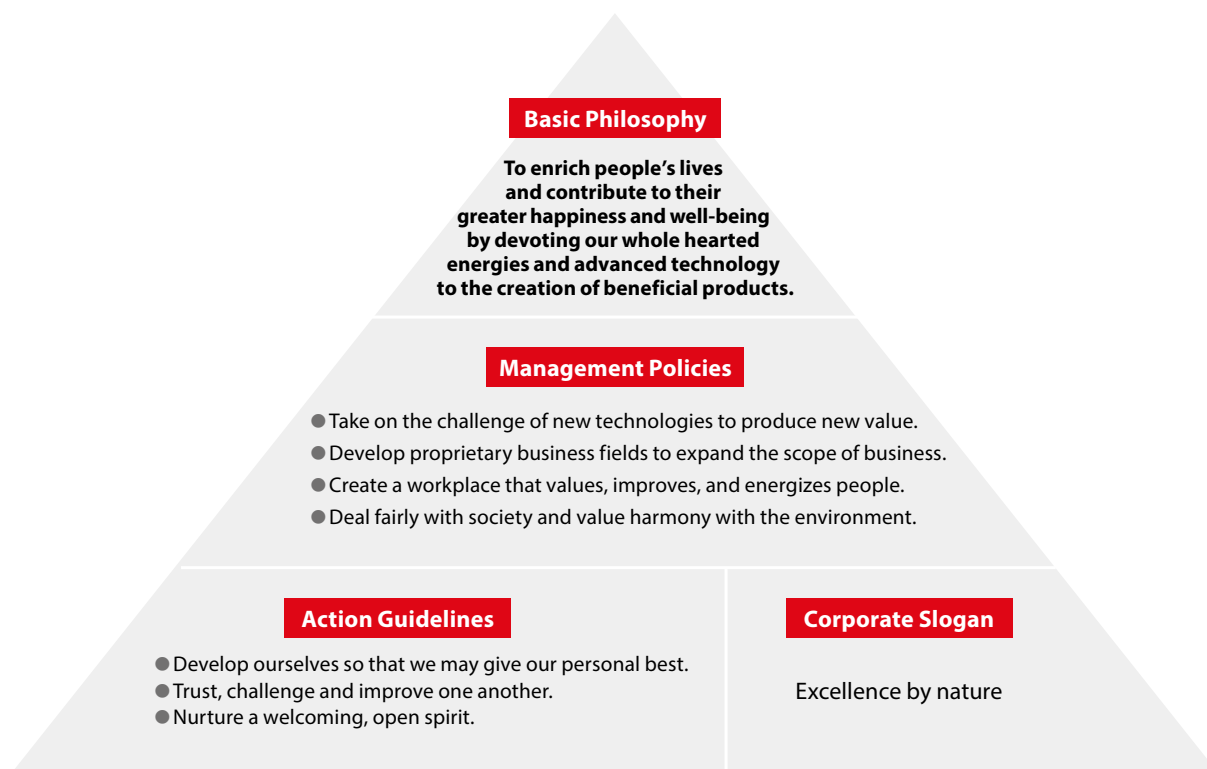 Basic Philosophy
To enrich people’s lives
and contribute to their
greater happiness and well-being
by devoting our whole hearted
energies and advanced technology
to the creation of beneficial products.
Management Policies
● Take on the challenge of new technologies to produce new value.
● Develop proprietary business fields to expand the scope of business.
● Create a workplace that values, improves, and energizes people.
● Deal fairly with society and value harmony with the environment.
Action Guidelines
● Develop ourselves so that we may give our personal best.
● Trust, challenge and improve one another.
● Nurture a welcoming, open spirit.
Corporate Slogan
Excellence by nature